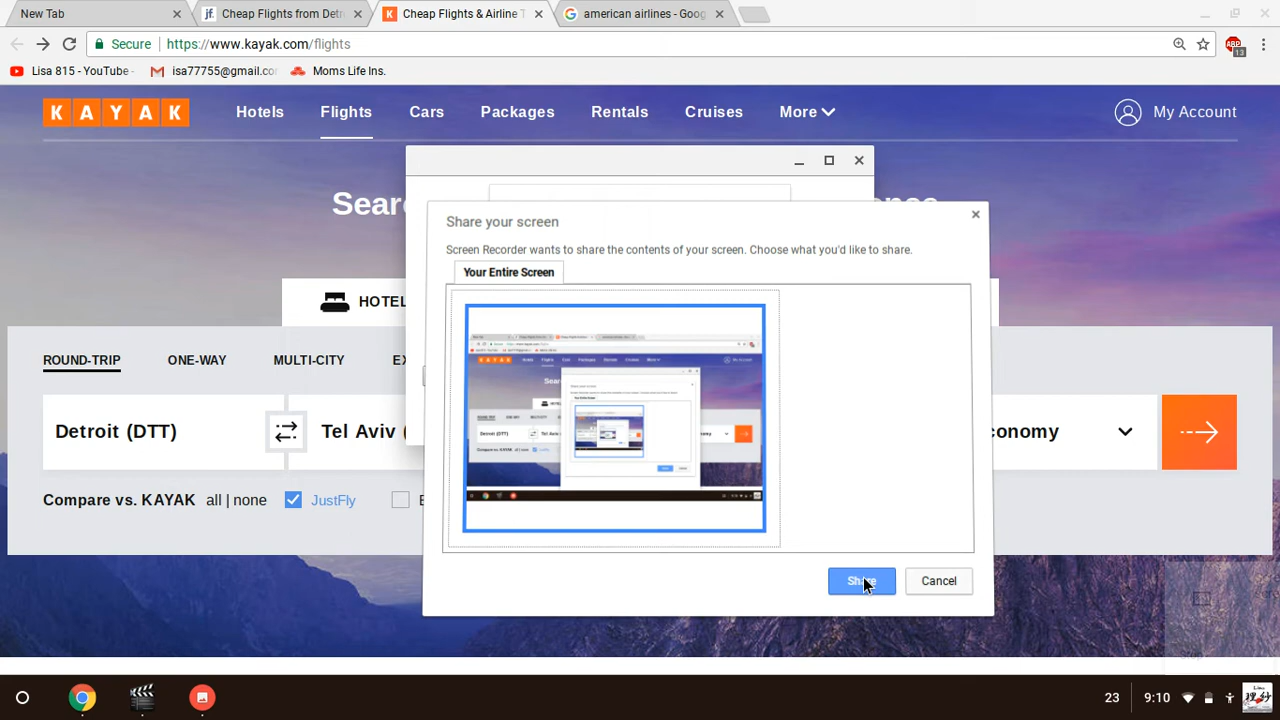 New Tab
Cheap Flights from Detr
Cheap Flights & Airline T
american airlines - Goog
Secure https://www.kayak.com/flights
13
Lisa 815 - YouTube -
isa77755@gmail.co
Moms Life Ins.
KAYAK
Hotels
Flights
Cars
Packages
Rentals
Cruises
More
My Account
Sear
Share your screen
Screen Recorder wants to share the contents of your screen. Choose what you'd like to share.
Your Entire Screen
HOTEL
ROUND-TRIP
ONE-WAY
MULTI-CITY
Detroit (DTT)
Tel Aviv (
conomy
Compare vs. KAYAK all | none
JustFly
Share
Cancel
23
9:10